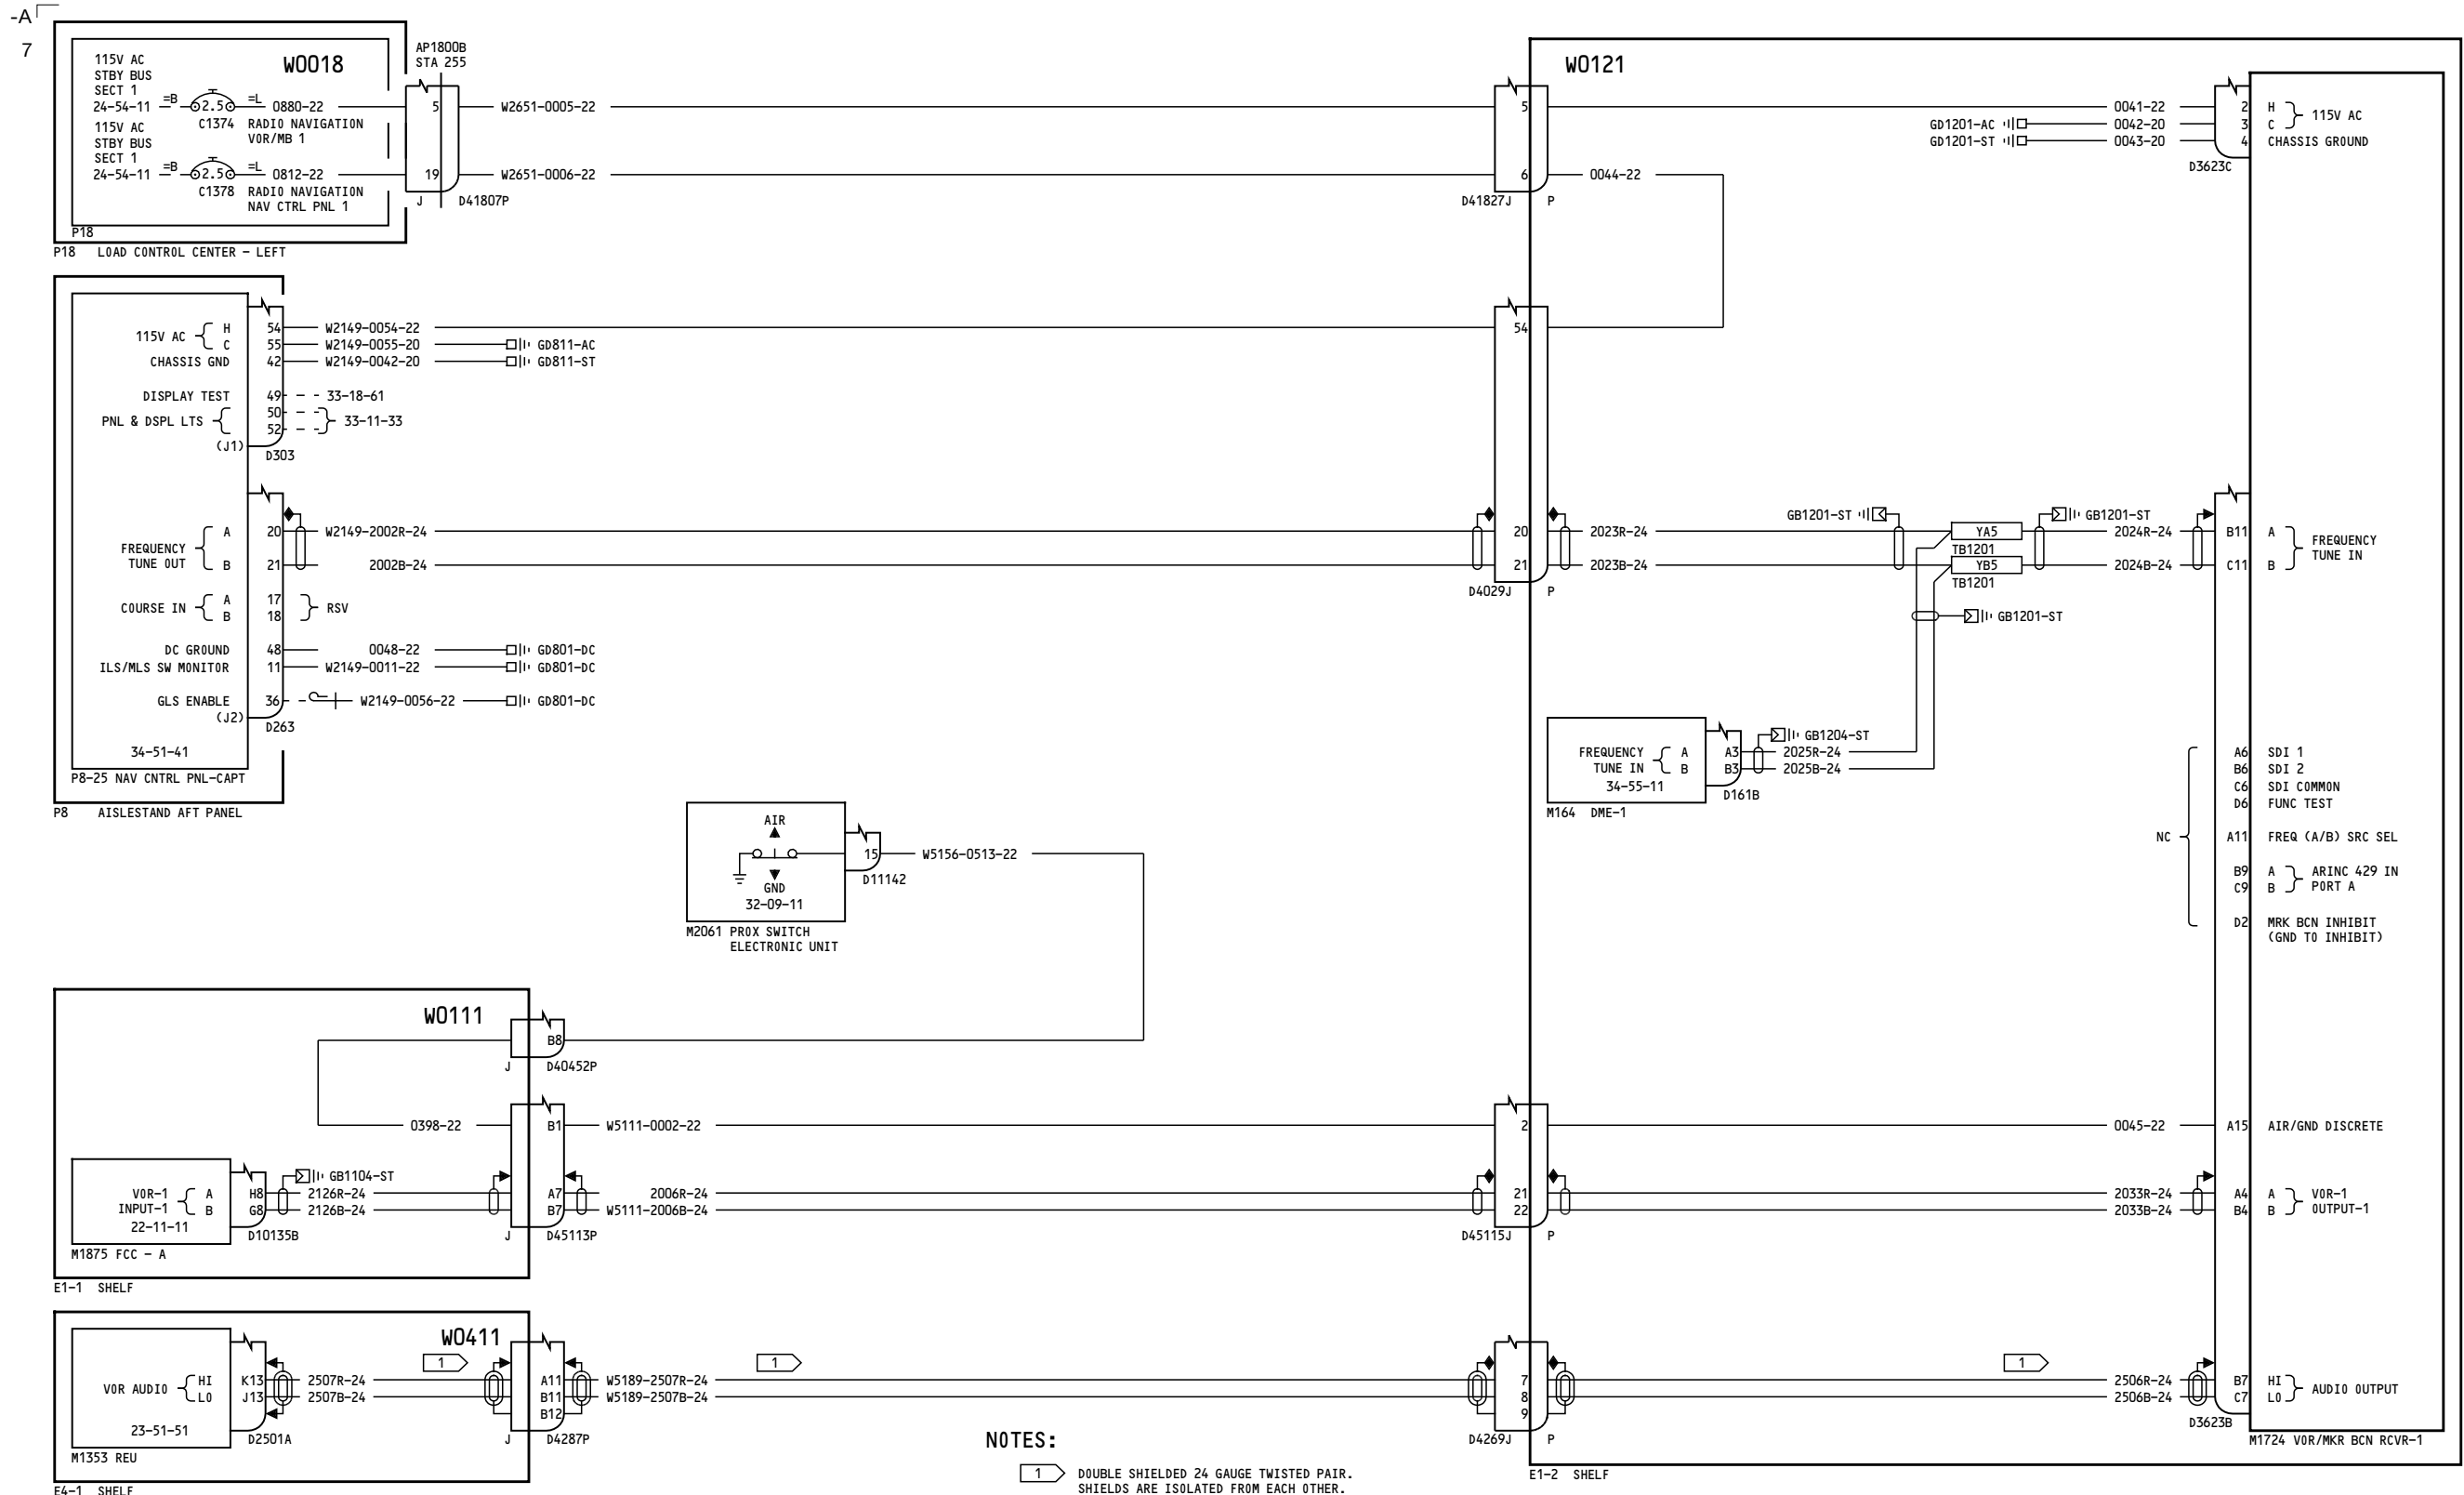 -A
7
115V AC
STBY BUS
SECT 1
24-54-11 =B 2.5 =L 0880-22
C1374 RADIO NAVIGATION
VOR/MB 1
115V AC
STBY BUS
SECT 1
24-54-11 =B 2.5 =L 0812-22
C1378 RADIO NAVIGATION
NAV CTRL PNL 1
W0018
P18
P18 LOAD CONTROL CENTER - LEFT
AP1800B
STA 255
5 W2651-0005-22
19 W2651-0006-22
J D41807P
W0121
5
6 0044-22
D41827J P
GD1201-AC
GD1201-ST
0041-22 2 H
0042-20 3 C
115V AC
0043-20 4 CHASSIS GROUND
D3623C
115V AC
H 54 W2149-0054-22
C 55 W2149-0055-20 GD811-AC
CHASSIS GND 42 W2149-0042-20 GD811-ST
DISPLAY TEST 49 33-18-61
PNL & DSPL LTS 50 52 33-11-33
(J1)
D303
FREQUENCY
TUNE OUT
A 20 W2149-2002R-24
B 21 2002B-24
COURSE IN
A 17
B 18
RSV
DC GROUND 48 0048-22 GD801-DC
ILS/MLS SW MONITOR 11 W2149-0011-22 GD801-DC
GLS ENABLE 36 W2149-0056-22 GD801-DC
(J2)
D263
34-51-41
P8-25 NAV CNTRL PNL-CAPT
P8 AISLESTAND AFT PANEL
54
20 2023R-24
21 2023B-24
D4029J P
GB1201-ST
YA5
TB1201
YB5
TB1201
GB1201-ST
GB1201-ST
2024R-24 B11 A
2024B-24 C11 B
FREQUENCY
TUNE IN
FREQUENCY
TUNE IN
A A3 2025R-24
B B3 2025B-24
GB1204-ST
34-55-11
D161B
M164 DME-1
NC
A6 SDI 1
B6 SDI 2
C6 SDI COMMON
D6 FUNC TEST
A11 FREQ (A/B) SRC SEL
B9 A
C9 B
ARINC 429 IN
PORT A
D2 MRK BCN INHIBIT
(GND TO INHIBIT)
AIR
GND
32-09-11
15 W5156-0513-22
D11142
M2061 PROX SWITCH
ELECTRONIC UNIT
W0111
B8
J D40452P
0398-22 B1 W5111-0002-22
2
0045-22 A15 AIR/GND DISCRETE
GB1104-ST
VOR-1
INPUT-1
A H8 2126R-24
B G8 2126B-24
22-11-11
D10135B
M1875 FCC - A
E1-1 SHELF
A7 2006R-24
B7 W5111-2006B-24
J D45113P
21
22
D45115J P
2033R-24 A4 A
2033B-24 B4 B
VOR-1
OUTPUT-1
W0411
VOR AUDIO
HI K13 2507R-24
LO J13 2507B-24
23-51-51
D2501A
M1353 REU
E4-1 SHELF
1
A11 W5189-2507R-24
B11 W5189-2507B-24
B12
J D4287P
1
7
8
9
D4269J P
1
2506R-24 B7 HI
2506B-24 C7 LO
AUDIO OUTPUT
D3623B
M1724 VOR/MKR BCN RCVR-1
E1-2 SHELF
NOTES:
1 DOUBLE SHIELDED 24 GAUGE TWISTED PAIR.
SHIELDS ARE ISOLATED FROM EACH OTHER.